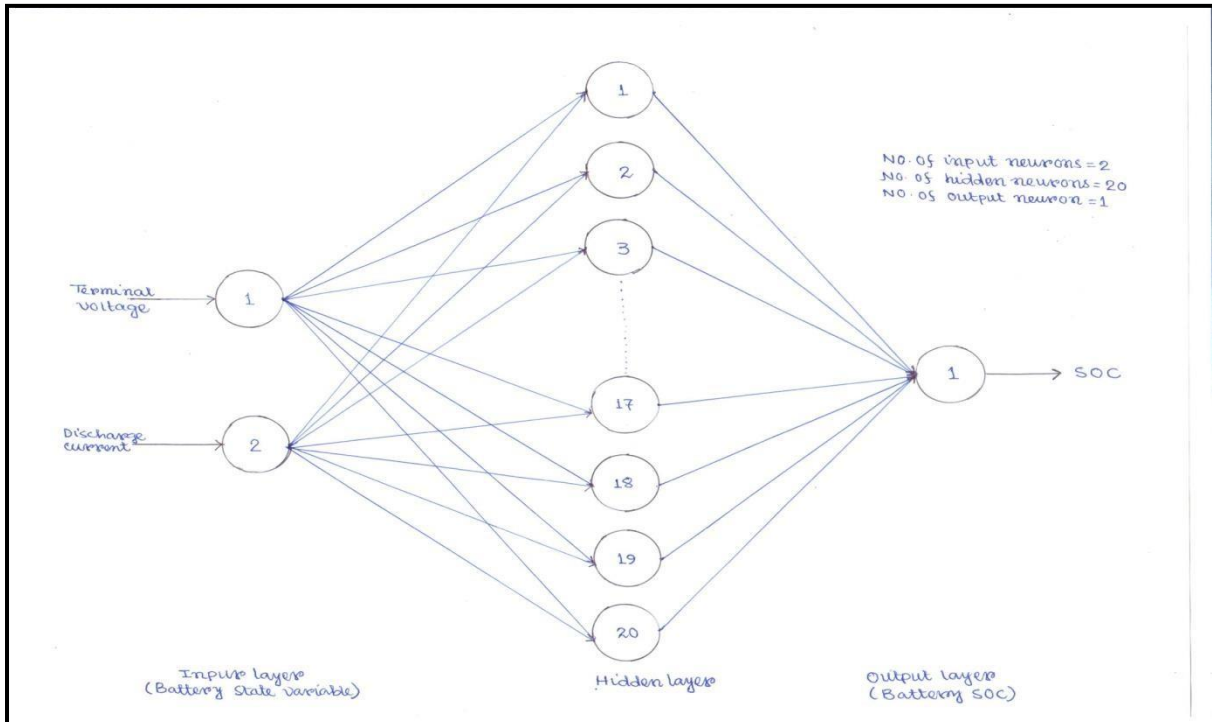 1
2
3
17
18
19
20
No. of input neurons = 2
No. of hidden neurons = 20
No. of output neuron = 1
Terminal
voltage
1
Discharge
current
2
1
SOC
Input layer
(Battery State variable)
Hidden layer
Output layer
(Battery SOC)